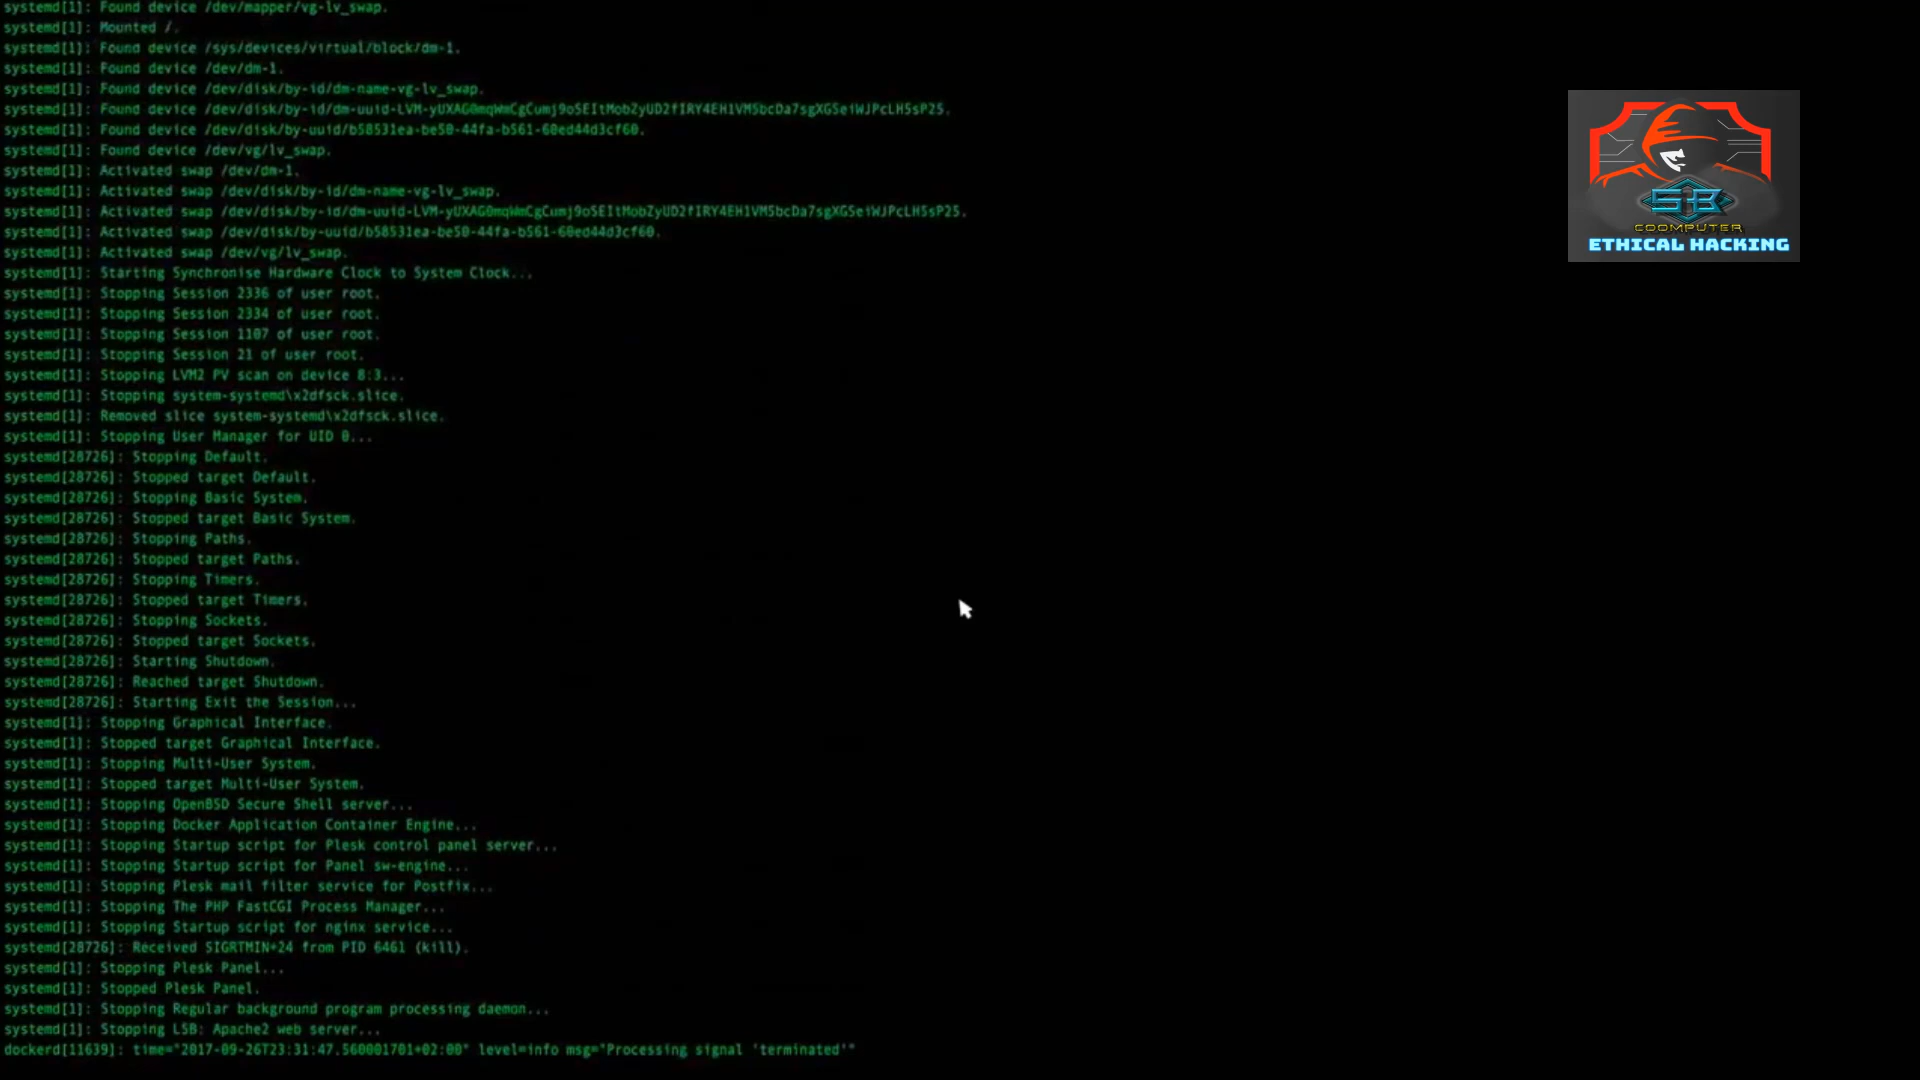 systemd[1]: Found device /dev/mapper/vg-lv_swap.
systemd[1]: Mounted /.
systemd[1]: Found device /sys/devices/virtual/block/dm-1.
systemd[1]: Found device /dev/dm-1.
systemd[1]: Found device /dev/disk/by-id/dm-name-vg-lv_swap.
systemd[1]: Found device
systemd[1]: Found device /dev/disk/by-uuid/b58531ea-be50-44fa-b561-60ed44d3cf60.
systemd[1]: Found device /dev/vg/lv_swap.
systemd[1]: Activated swap /dev/dm-1.
systemd[1]: Activated swap /dev/disk/by-id/dm-name-vg-lv_swap.
systemd[1]: Activated swap
systemd[1]: Activated swap /dev/disk/by-uuid/b58531ea-be50-44fa-b561-60ed44d3cf60.
systemd[1]: Activated swap /dev/vg/lv_swap.
systemd[1]: Starting Synchronise Hardware Clock to System Clock...
systemd[1]: Stopping Session 2336 of user root.
systemd[1]: Stopping Session 2334 of user root.
systemd[1]: Stopping Session 1107 of user root.
systemd[1]: Stopping Session 21 of user root.
systemd[1]: Stopping LVM2 PV scan on device 8:3...
systemd[1]: Stopping system-systemd\x2dfsck.slice.
systemd[1]: Removed slice system-systemd\x2dfsck.slice.
systemd[1]: Stopping User Manager for UID 0...
systemd[28726]: Stopping Default.
systemd[28726]: Stopped target Default.
systemd[28726]: Stopping Basic System.
systemd[28726]: Stopped target Basic System.
systemd[28726]: Stopping Paths.
systemd[28726]: Stopped target Paths.
systemd[28726]: Stopping Timers.
systemd[28726]: Stopped target Timers.
systemd[28726]: Stopping Sockets.
systemd[28726]: Stopped target Sockets.
systemd[28726]: Starting Shutdown.
systemd[28726]: Reached target Shutdown.
systemd[28726]: Starting Exit the Session...
systemd[1]: Stopping Graphical Interface.
systemd[1]: Stopped target Graphical Interface.
systemd[1]: Stopping Multi-User System.
systemd[1]: Stopped target Multi-User System.
systemd[1]: Stopping OpenBSD Secure Shell server...
systemd[1]: Stopping Docker Application Container Engine...
systemd[1]: Stopping Startup script for Plesk control panel server...
systemd[1]: Stopping Startup script for Panel sw-engine...
systemd[1]: Stopping Plesk mail filter service for Postfix...
systemd[1]: Stopping The PHP FastCGI Process Manager...
systemd[1]: Stopping Startup script for nginx service...
systemd[28726]: Received SIGRTMIN+24 from PID 6461 (kill).
systemd[1]: Stopping Plesk Panel...
systemd[1]: Stopped Plesk Panel.
systemd[1]: Stopping Regular background program processing daemon...
systemd[1]: Stopping LSB: Apache2 web server...
dockerd[11639]: time="2017-09-26T23:31:47.560001701+02:00" level=info msg="Processing signal 'terminated'"
COOMPUTER
ETHICAL HACKING